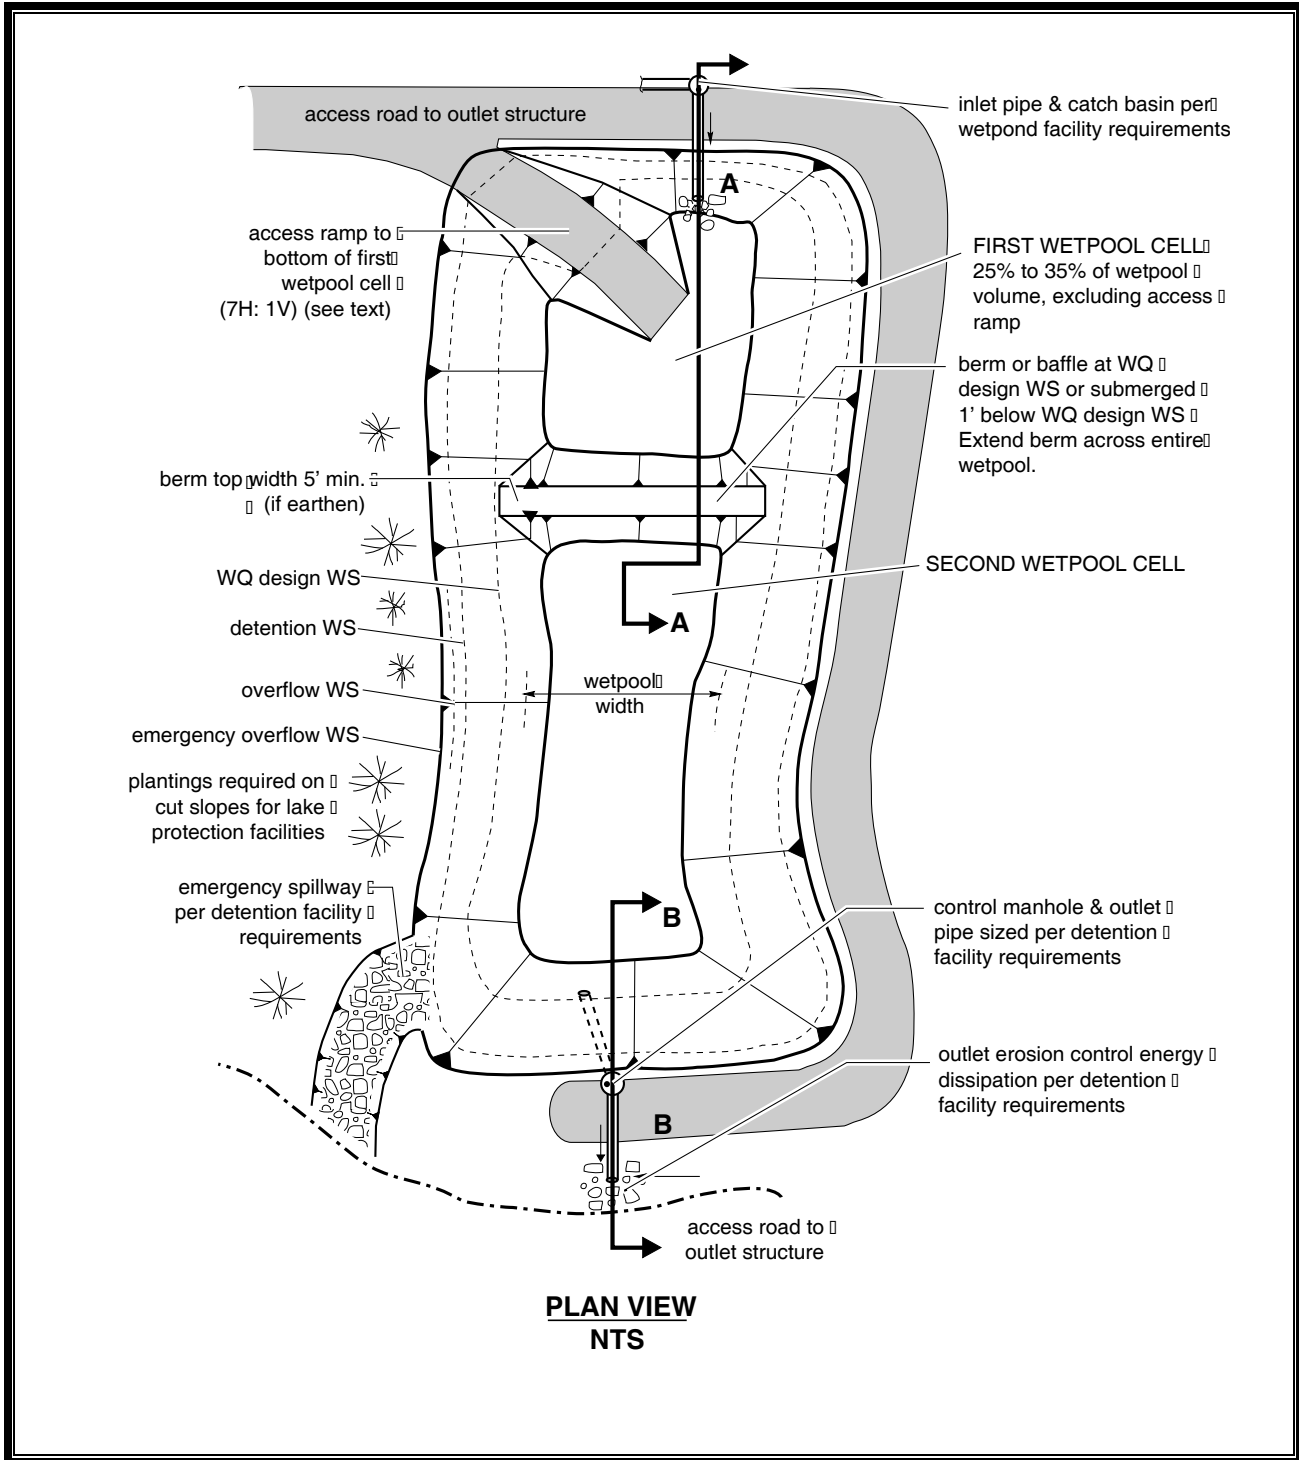 access road to outlet structure
inlet pipe & catch basin per
wetpond facility requirements
A
access ramp to
bottom of first
wetpool cell
(7H: 1V) (see text)
FIRST WETPOOL CELL
25% to 35% of wetpool
volume, excluding access
ramp
berm or baffle at WQ
design WS or submerged
1’ below WQ design WS
Extend berm across entire
wetpool.
berm top width 5’ min.
(if earthen)
WQ design WS
SECOND WETPOOL CELL
detention WS
A
overflow WS
wetpool
width
emergency overflow WS
plantings required on
cut slopes for lake
protection facilities
emergency spillway
per detention facility
requirements
B
control manhole & outlet
pipe sized per detention
facility requirements
outlet erosion control energy
dissipation per detention
facility requirements
B
access road to
outlet structure
PLAN VIEW
NTS